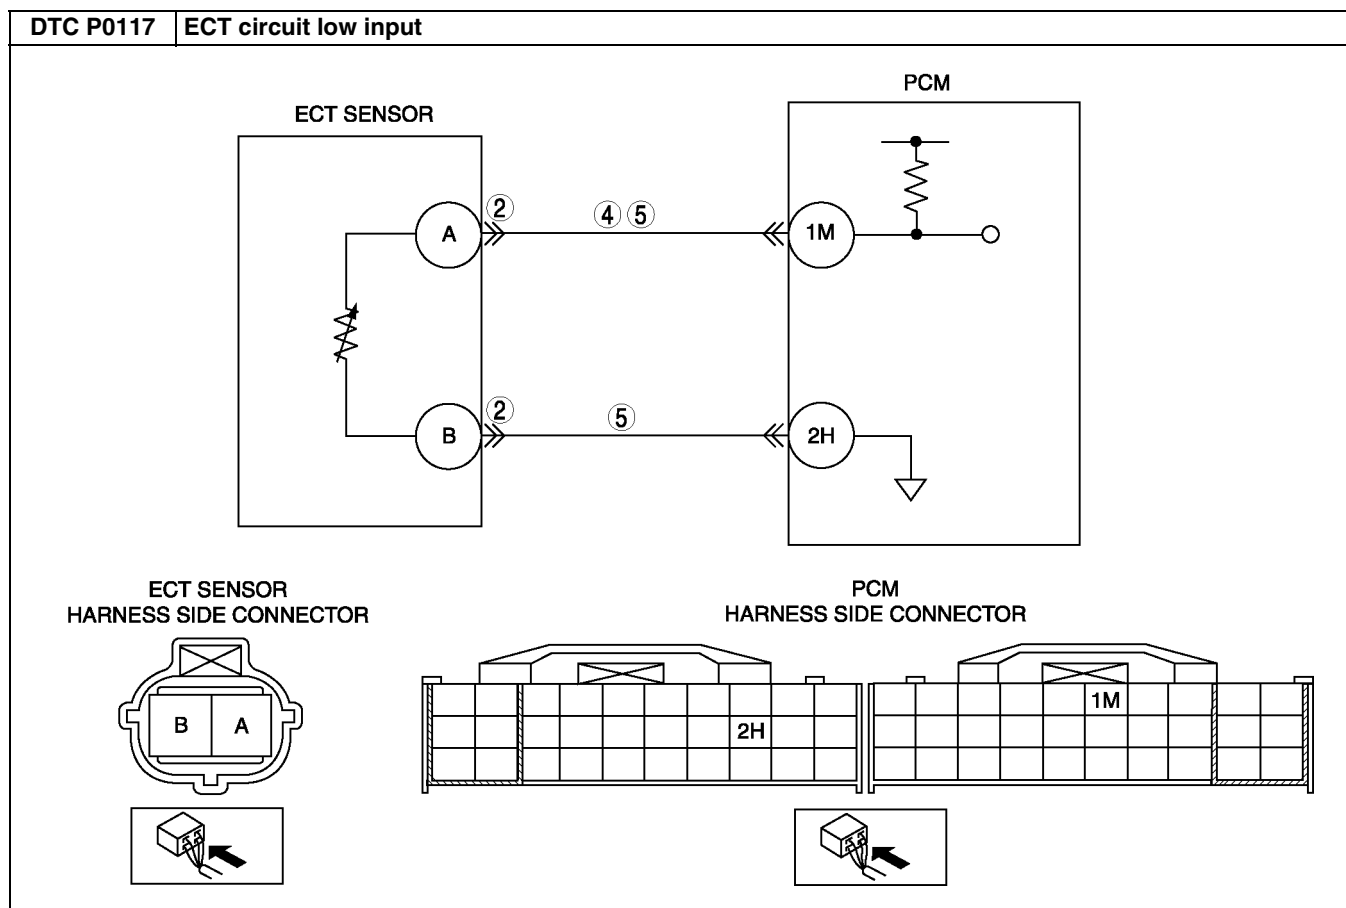 DTC P0117 ECT circuit low input
PCM
ECT SENSOR
A ② ④ ⑤ 1M
B ② ⑤ 2H
ECT SENSOR
HARNESS SIDE CONNECTOR
B A
PCM
HARNESS SIDE CONNECTOR
2H
1M